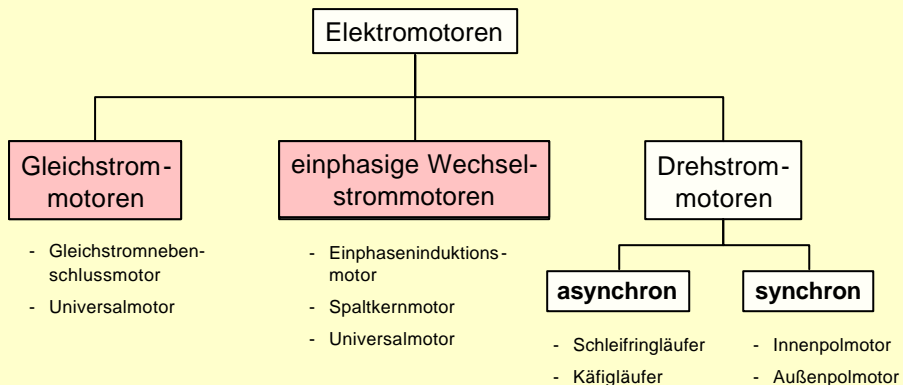 Elektromotoren
Gleichstrom-
motoren
- Gleichstromneben-
schlussmotor
- Universalmotor
einphasige Wechsel-
strommotoren
- Einphaseninduktions-
motor
- Spaltkernmotor
- Universalmotor
Drehstrom-
motoren
asynchron
- Schleifringläufer
- Käfigläufer
synchron
- Innenpolmotor
- Außenpolmotor